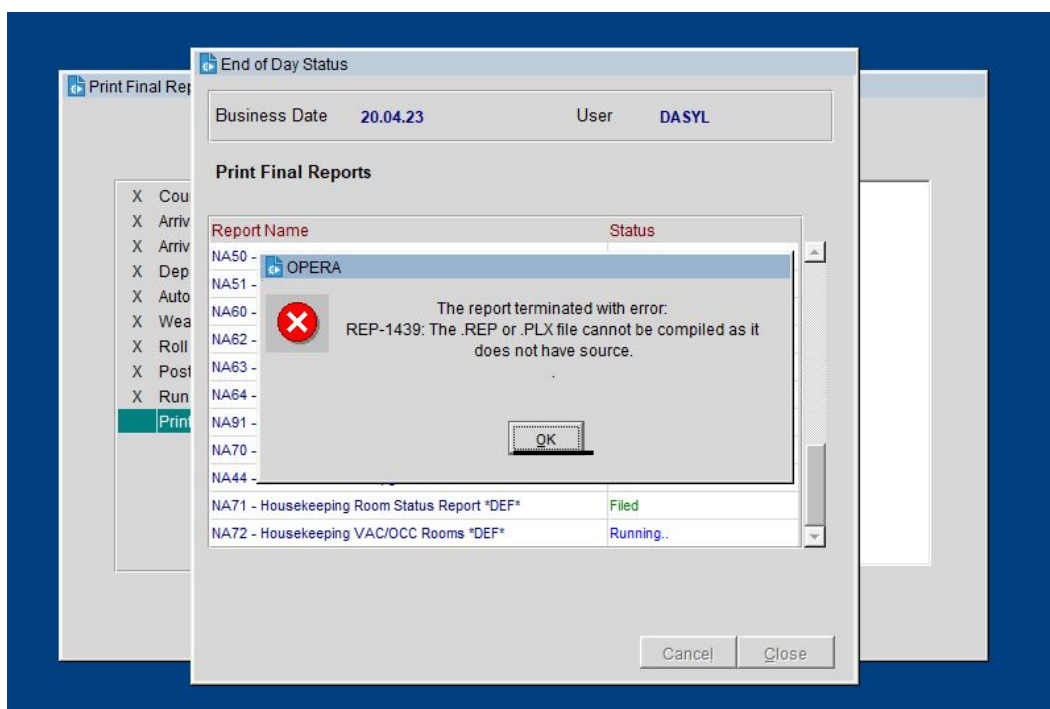 End of Day Status
Print Final Rep
Business Date 20.04.23 User DASYL
Print Final Reports
X Cou
X Arriv
X Arriv
X Dep
X Auto
X Wea
X Roll
X Post
X Run
Print
Report Name Status
NA50 -
NA51 -
NA60 -
NA62 -
NA63 -
NA64 -
NA91 -
NA70 -
NA44 -
NA71 - Housekeeping Room Status Report *DEF* Filed
NA72 - Housekeeping VAC/OCC Rooms *DEF* Running..
OPERA
The report terminated with error:
REP-1439: The .REP or .PLX file cannot be compiled as it
does not have source.
.
OK
Cancel Close